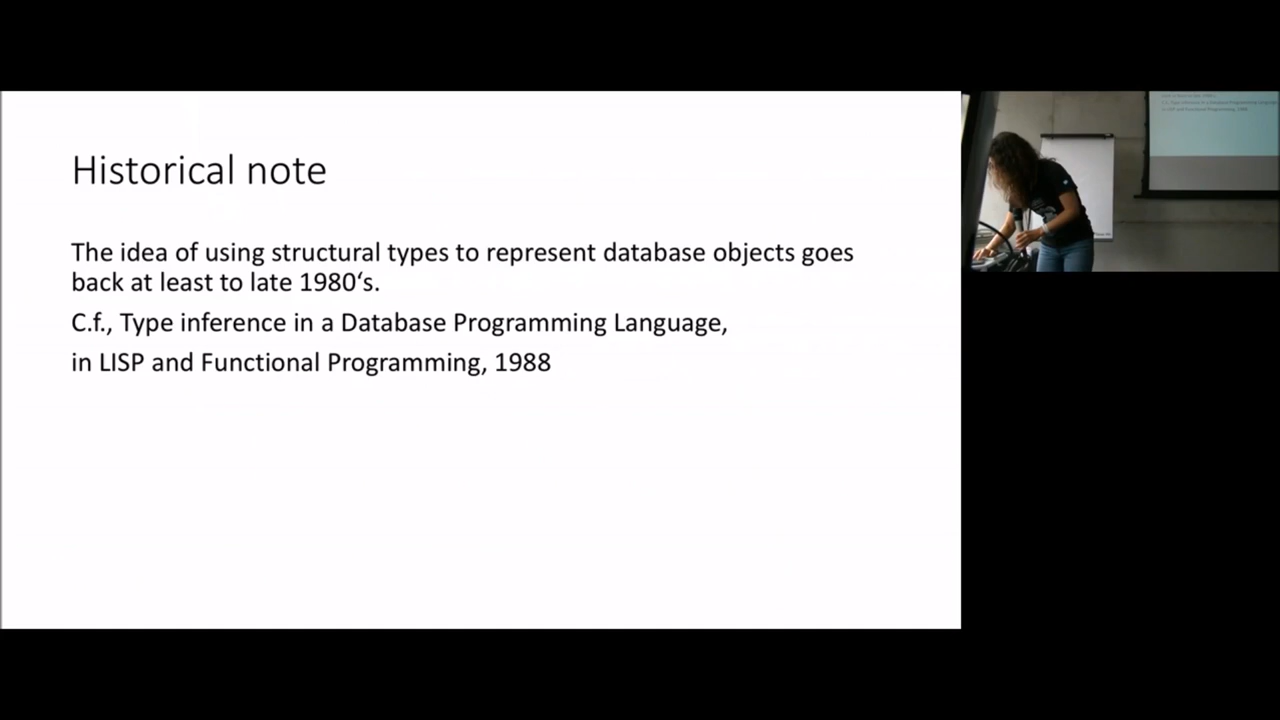 Historical note
The idea of using structural types to represent database objects goes
back at least to late 1980‘s.
C.f., Type inference in a Database Programming Language,
in LISP and Functional Programming, 1988